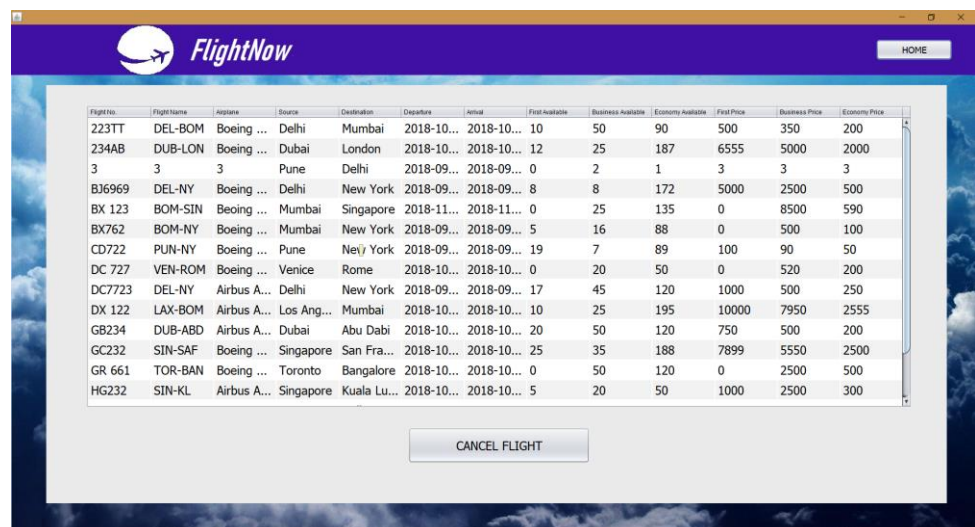 FlightNow
HOME
Flight No. Flight Name Airplane Source Destination Departure Arrival First Available Business Available Economy Available First Price Business Price Economy Price
223TT DEL-BOM Boeing ... Delhi Mumbai 2018-10... 2018-10... 10 50 90 500 350 200
234AB DUB-LON Boeing ... Dubai London 2018-10... 2018-10... 12 25 187 6555 5000 2000
3 3 3 Pune Delhi 2018-09... 2018-09... 0 2 1 3 3 3
BJ6969 DEL-NY Boeing ... Delhi New York 2018-09... 2018-09... 8 8 172 5000 2500 500
BX 123 BOM-SIN Beoing ... Mumbai Singapore 2018-11... 2018-11... 0 25 135 0 8500 590
BX762 BOM-NY Boeing ... Mumbai New York 2018-09... 2018-09... 5 16 88 0 500 100
CD722 PUN-NY Boeing ... Pune New York 2018-09... 2018-09... 19 7 89 100 90 50
DC 727 VEN-ROM Boeing ... Venice Rome 2018-10... 2018-10... 0 20 50 0 520 200
DC7723 DEL-NY Airbus A... Delhi New York 2018-09... 2018-09... 17 45 120 1000 500 250
DX 122 LAX-BOM Airbus A... Los Ang... Mumbai 2018-10... 2018-10... 10 25 195 10000 7950 2555
GB234 DUB-ABD Airbus A... Dubai Abu Dabi 2018-10... 2018-10... 20 50 120 750 500 200
GC232 SIN-SAF Boeing ... Singapore San Fra... 2018-10... 2018-10... 25 35 188 7899 5550 2500
GR 661 TOR-BAN Boeing ... Toronto Bangalore 2018-10... 2018-10... 0 50 120 0 2500 500
HG232 SIN-KL Airbus A... Singapore Kuala Lu... 2018-10... 2018-10... 5 20 50 1000 2500 300
CANCEL FLIGHT